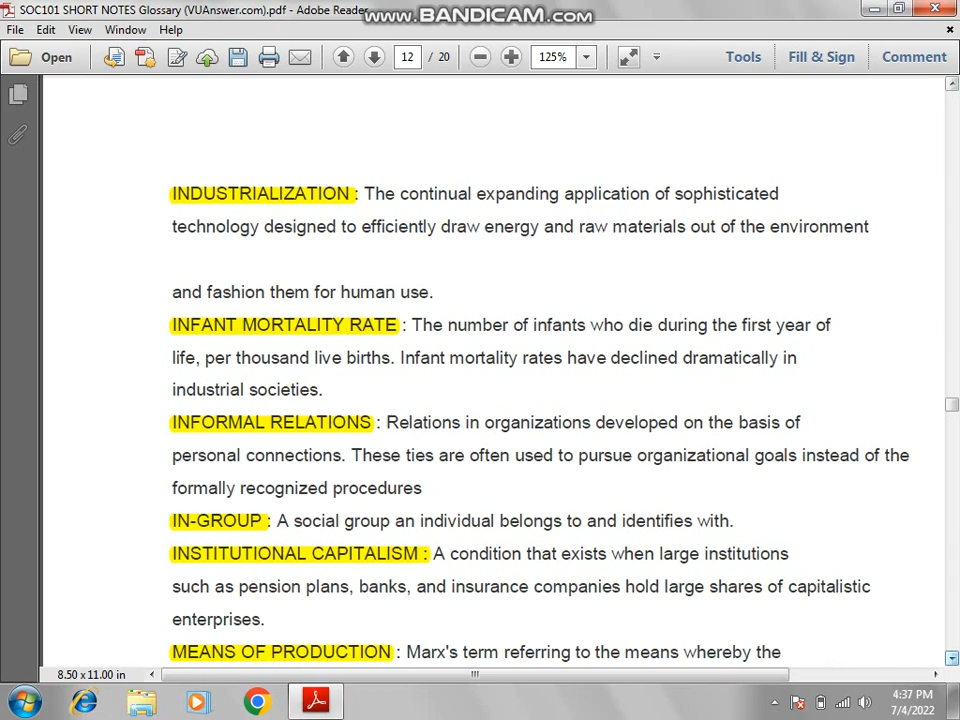 SOC101 SHORT NOTES Glossary (VUAnswer.com).pdf - Adobe Reader
www.BANDICAM.com
File Edit View Window Help
Open 12 / 20 125% Tools Fill & Sign Comment
INDUSTRIALIZATION : The continual expanding application of sophisticated
technology designed to efficiently draw energy and raw materials out of the environment
and fashion them for human use.
INFANT MORTALITY RATE : The number of infants who die during the first year of
life, per thousand live births. Infant mortality rates have declined dramatically in
industrial societies.
INFORMAL RELATIONS : Relations in organizations developed on the basis of
personal connections. These ties are often used to pursue organizational goals instead of the
formally recognized procedures
IN-GROUP : A social group an individual belongs to and identifies with.
INSTITUTIONAL CAPITALISM : A condition that exists when large institutions
such as pension plans, banks, and insurance companies hold large shares of capitalistic
enterprises.
MEANS OF PRODUCTION : Marx's term referring to the means whereby the
8.50 x 11.00 in
4:37 PM
7/4/2022